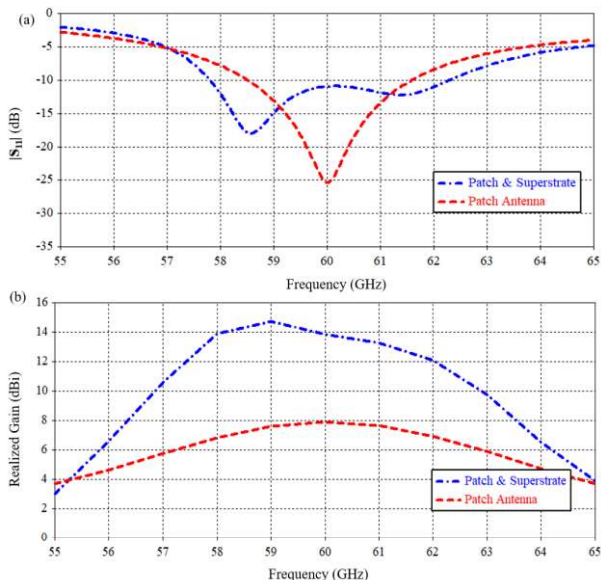 (a)
0
-5
-10
-15
-20
-25
-30
-35
|S11| (dB)
Patch & Superstrate
Patch Antenna
55 56 57 58 59 60 61 62 63 64 65
Frequency (GHz)
(b)
16
14
12
10
8
6
4
2
0
Realized Gain (dBi)
Patch & Superstrate
Patch Antenna
55 56 57 58 59 60 61 62 63 64 65
Frequency (GHz)